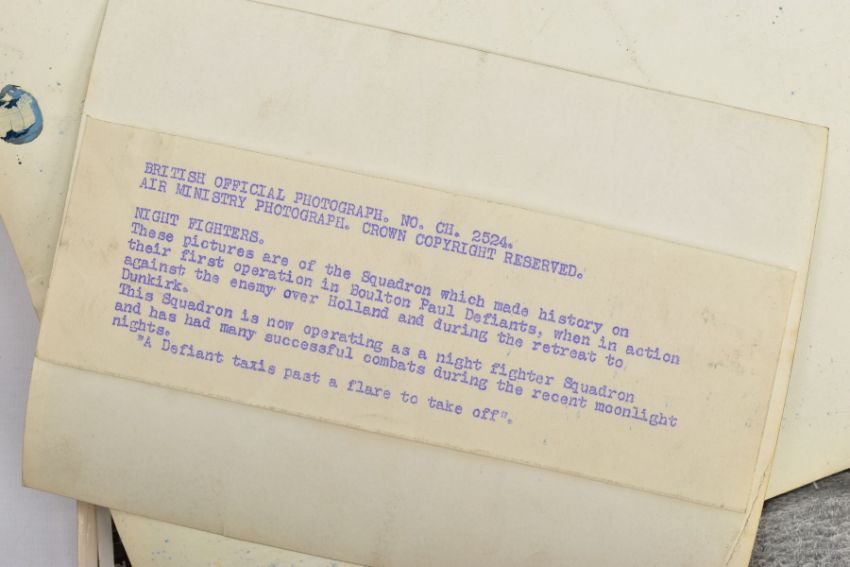 BRITISH OFFICIAL PHOTOGRAPH. NO. CH. 2524.
AIR MINISTRY PHOTOGRAPH. CROWN COPYRIGHT RESERVED.
NIGHT FIGHTERS.
These pictures are of the Squadron which made history on
their first operation in Boulton Paul Defiants, when in action
against the enemy over Holland and during the retreat to
Dunkirk.
This Squadron is now operating as a night fighter Squadron
and has had many successful combats during the recent moonlight
nights.
"A Defiant taxis past a flare to take off".